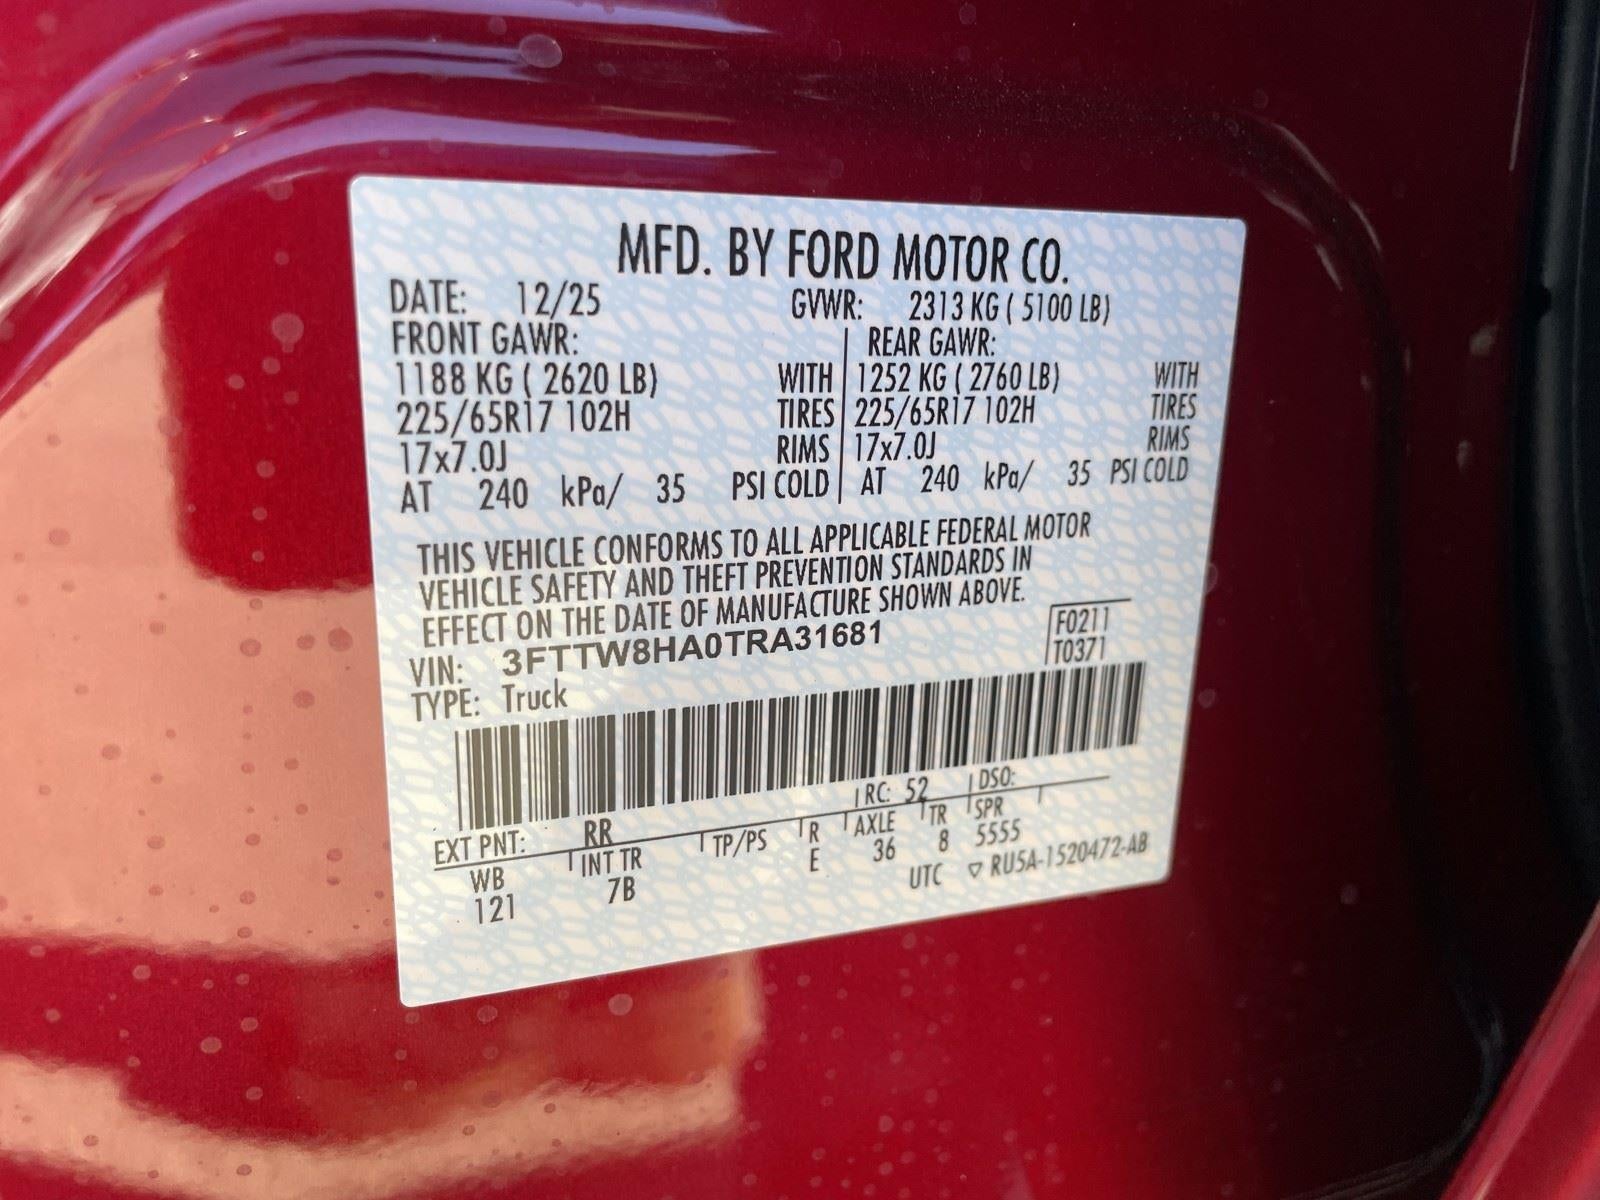 MFD. BY FORD MOTOR CO.
DATE: 12/25 GVWR: 2313 KG ( 5100 LB)
FRONT GAWR: REAR GAWR:
1188 KG ( 2620 LB) WITH 1252 KG ( 2760 LB) WITH
225/65R17 102H TIRES 225/65R17 102H TIRES
17x7.0J RIMS 17x7.0J RIMS
AT 240 kPa/ 35 PSI COLD AT 240 kPa/ 35 PSI COLD
THIS VEHICLE CONFORMS TO ALL APPLICABLE FEDERAL MOTOR
VEHICLE SAFETY AND THEFT PREVENTION STANDARDS IN
EFFECT ON THE DATE OF MANUFACTURE SHOWN ABOVE.
VIN: 3FTTW8HA0TRA31681 F0211
TYPE: Truck T0371
EXT PNT: RR RC: 52 DSO:
WB INT TR TP/PS R AXLE TR SPR
121 7B E 36 8 5555
UTC ▽ RU5A-1520472-AB